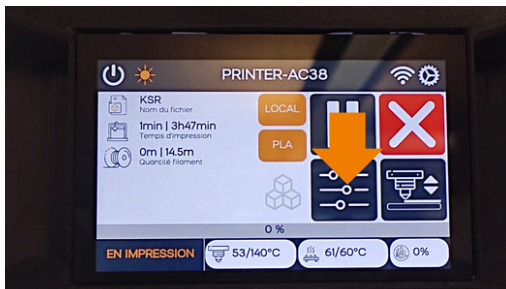 PRINTER-AC38
KSR
Nom du fichier
LOCAL
1min | 3h47min
Temps d'impression
PLA
0m | 14.5m
Quantité filament
0 %
EN IMPRESSION
53/140°C
61/60°C
0%